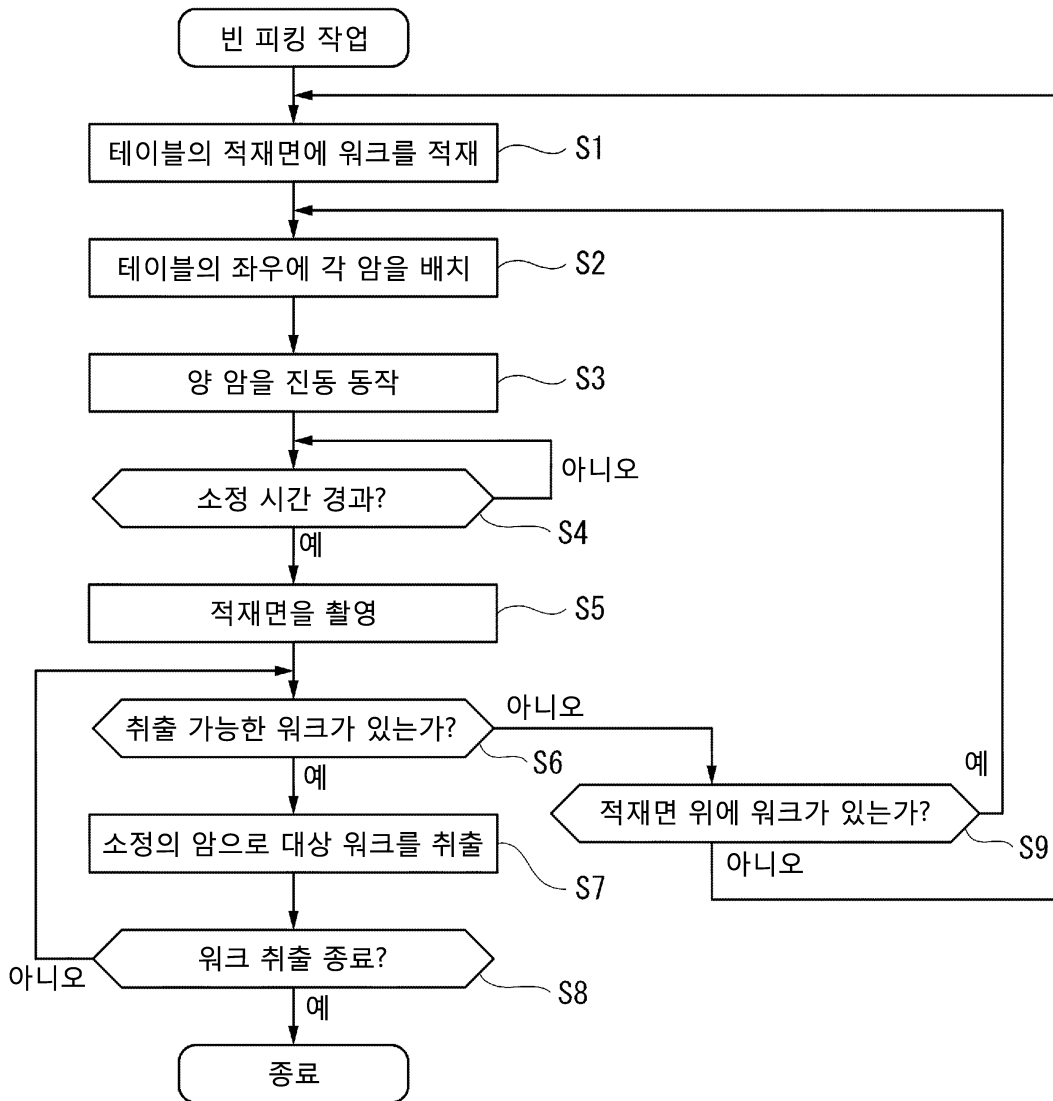 빈 피킹 작업
테이블의 적재면에 워크를 적재
S1
테이블의 좌우에 각 암을 배치
S2
양 암을 진동 동작
S3
소정 시간 경과?
아니오
S4
예
적재면을 촬영
S5
취출 가능한 워크가 있는가?
아니오
S6
예
적재면 위에 워크가 있는가?
예
S9
아니오
소정의 암으로 대상 워크를 취출
S7
워크 취출 종료?
아니오
S8
예
종료